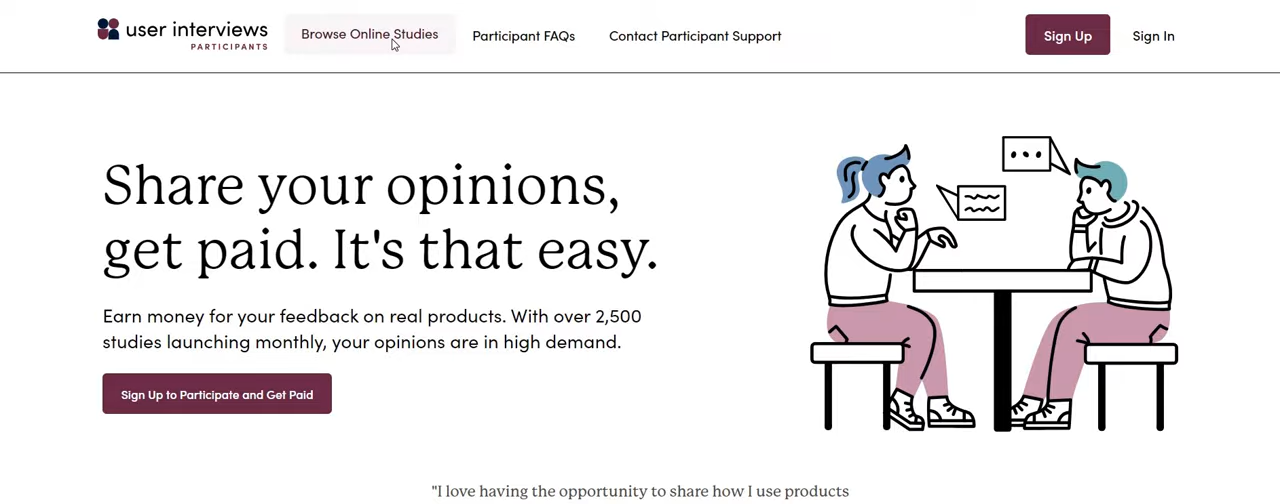 user interviews
PARTICIPANTS
Browse Online Studies
Participant FAQs
Contact Participant Support
Sign Up
Sign In
Share your opinions,
get paid. It's that easy.
Earn money for your feedback on real products. With over 2,500
studies launching monthly, your opinions are in high demand.
Sign Up to Participate and Get Paid
"I love having the opportunity to share how I use products